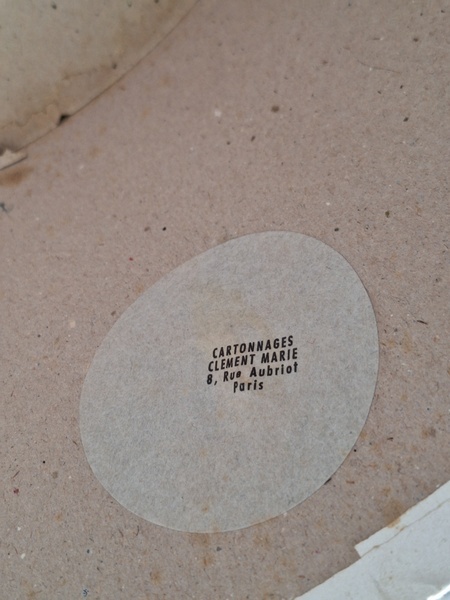 CARTONNAGES
CLEMENT MARIE
8, Rue Aubriot
Paris